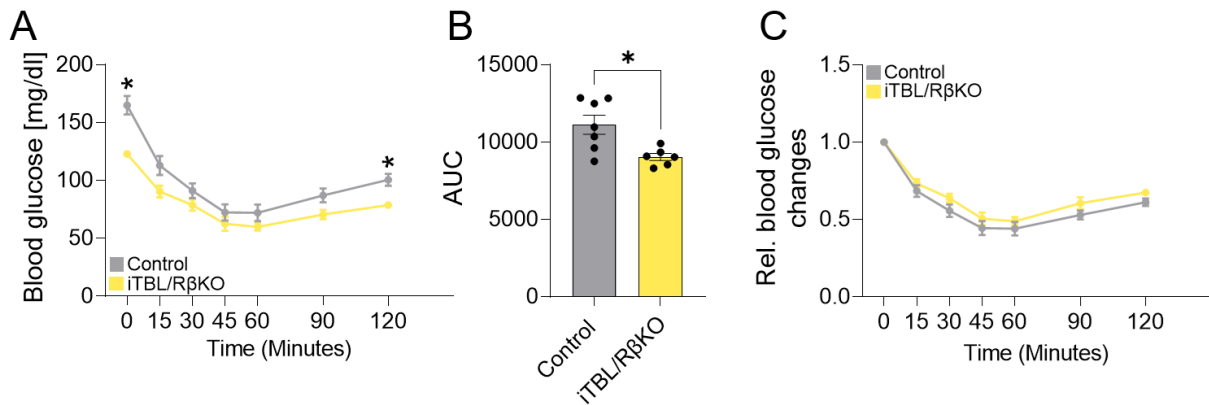 A
Blood glucose [mg/dl]
200
150
100
50
0
*
*
Control
iTBL/RβKO
0 15 30 45 60 90 120
Time (Minutes)
B
AUC
15000
10000
5000
0
*
Control
iTBL/RβKO
C
Rel. blood glucose
changes
1.5
1.0
0.5
0.0
Control
iTBL/RβKO
0 15 30 45 60 90 120
Time (Minutes)